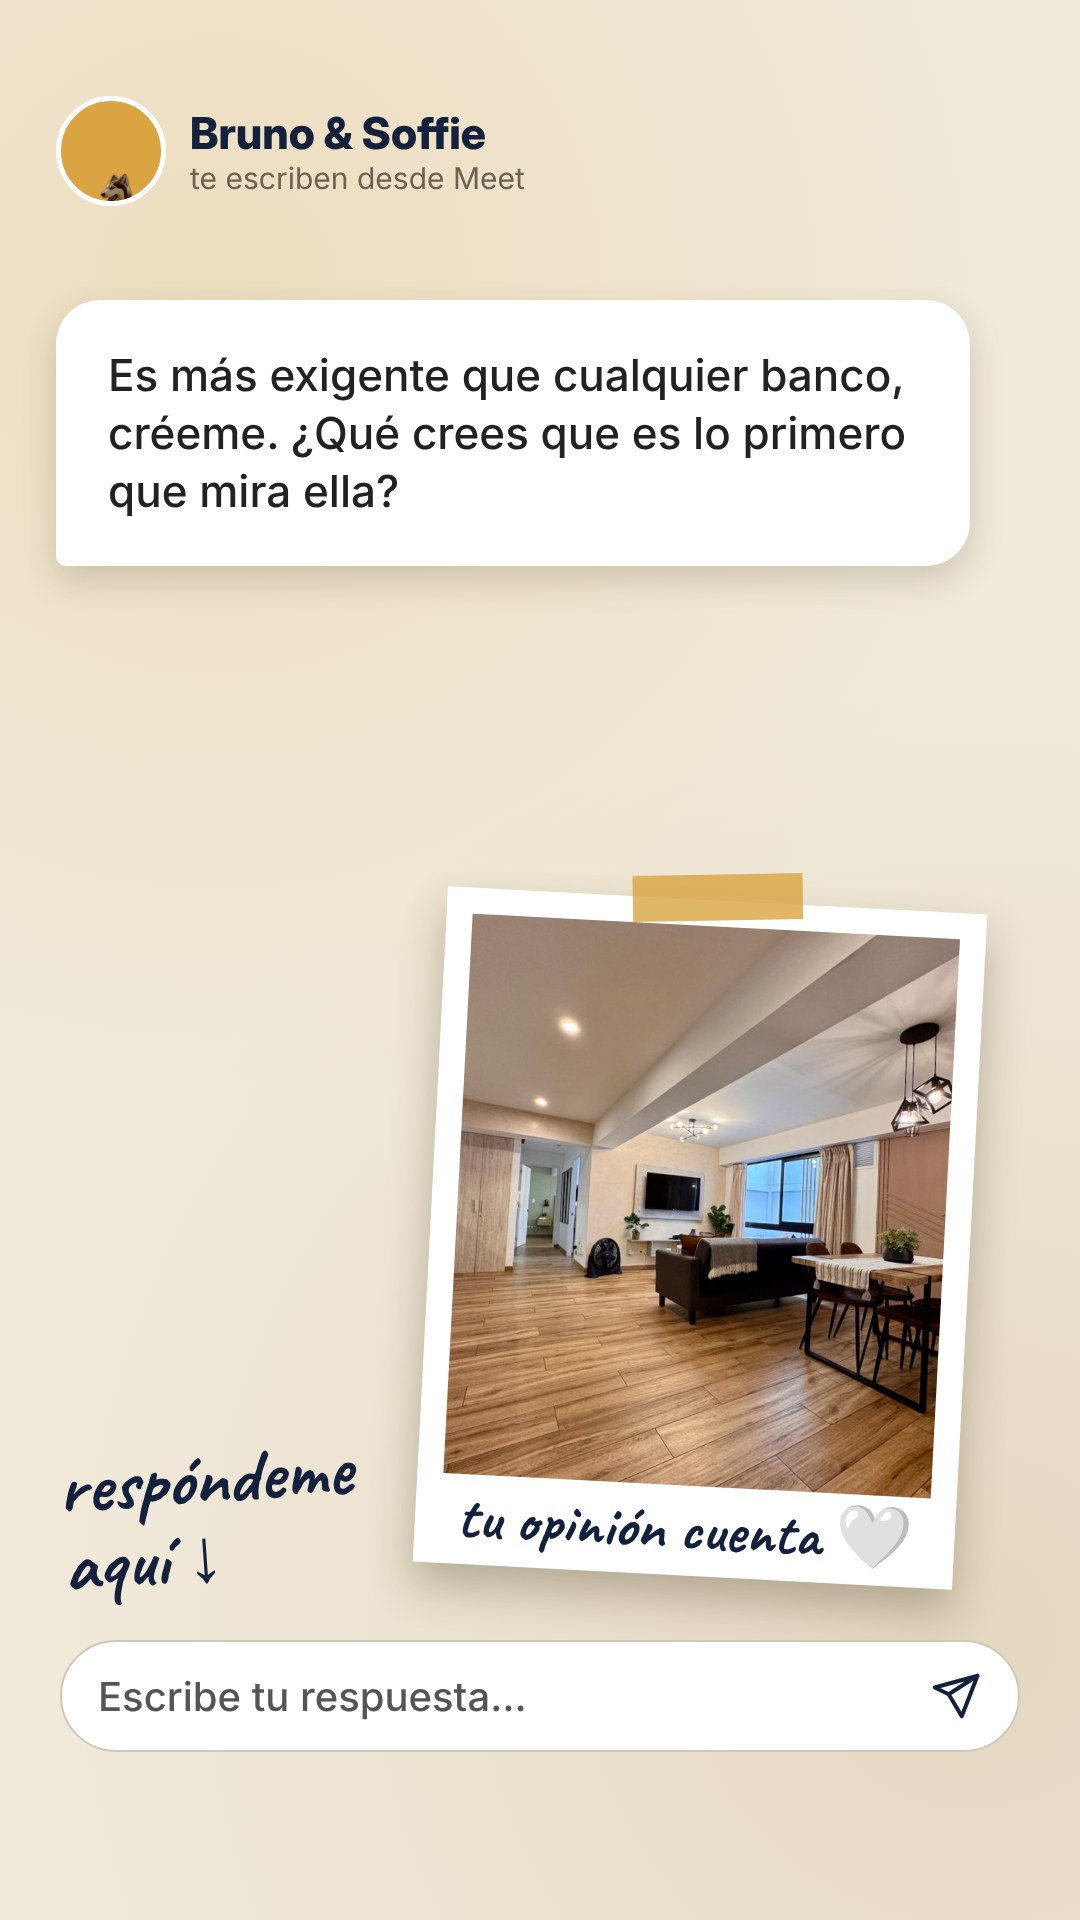 Bruno & Soffie
te escriben desde Meet
Es más exigente que cualquier banco,
créeme. ¿Qué crees que es lo primero
que mira ella?
tu opinión cuenta 🤍
respóndeme
aquí ↓
Escribe tu respuesta...